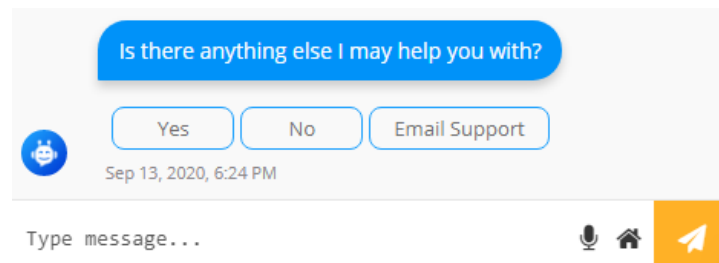 Is there anything else I may help you with?
Yes No Email Support
Sep 13, 2020, 6:24 PM
Type message...